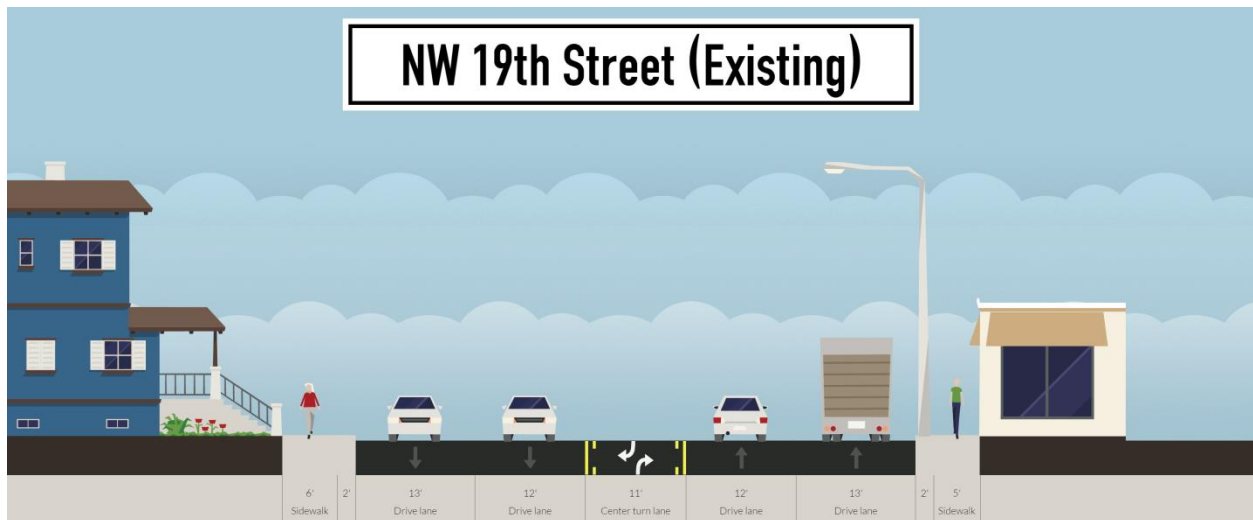 NW 19th Street (Existing)
6' 2' 13' 12' 11' 12' 13' 2' 5'
Sidewalk Drive lane Drive lane Center turn lane Drive lane Drive lane Sidewalk